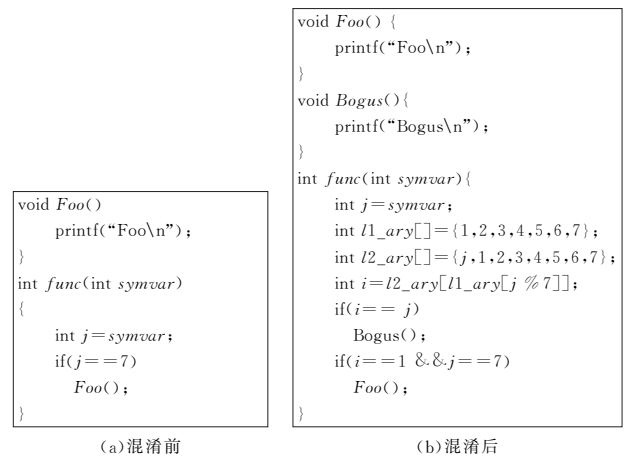 void Foo()
printf(“Foo\n”);
}
int func(int symvar)
{
int j=symvar;
if(j==7)
Foo();
}
(a)混淆前
void Foo() {
printf(“Foo\n”);
}
void Bogus(){
printf(“Bogus\n”);
}
int func(int symvar){
int j=symvar;
int l1_ary[]={1,2,3,4,5,6,7};
int l2_ary[]={j,1,2,3,4,5,6,7};
int i=l2_ary[l1_ary[j %7]];
if(i== j)
Bogus();
if(i==1 &&j==7)
Foo();
}
(b)混淆后